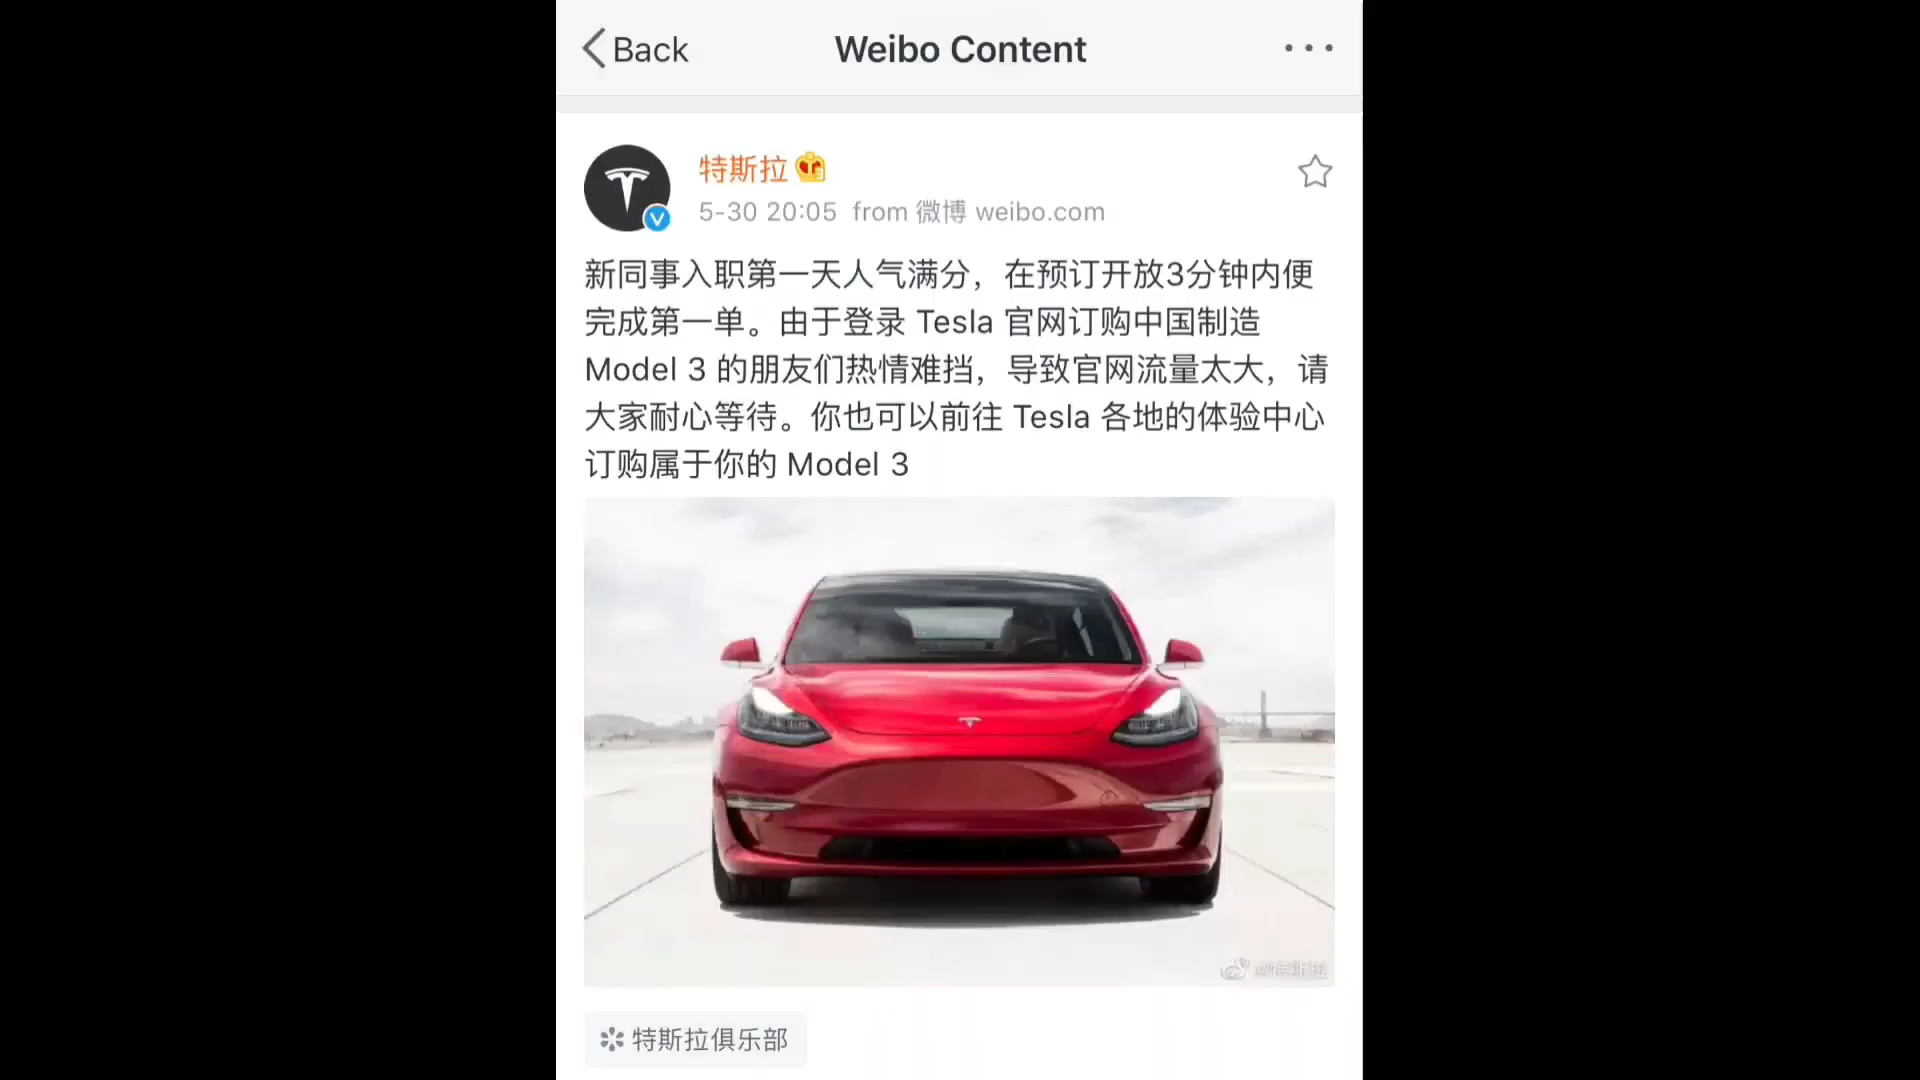 Back
Weibo Content
特斯拉
5-30 20:05 from 微博 weibo.com
新同事入职第一天人气满分，在预订开放3分钟内便
完成第一单。由于登录 Tesla 官网订购中国制造
Model 3 的朋友们热情难挡，导致官网流量太大，请
大家耐心等待。你也可以前往 Tesla 各地的体验中心
订购属于你的 Model 3
@特斯拉
特斯拉俱乐部